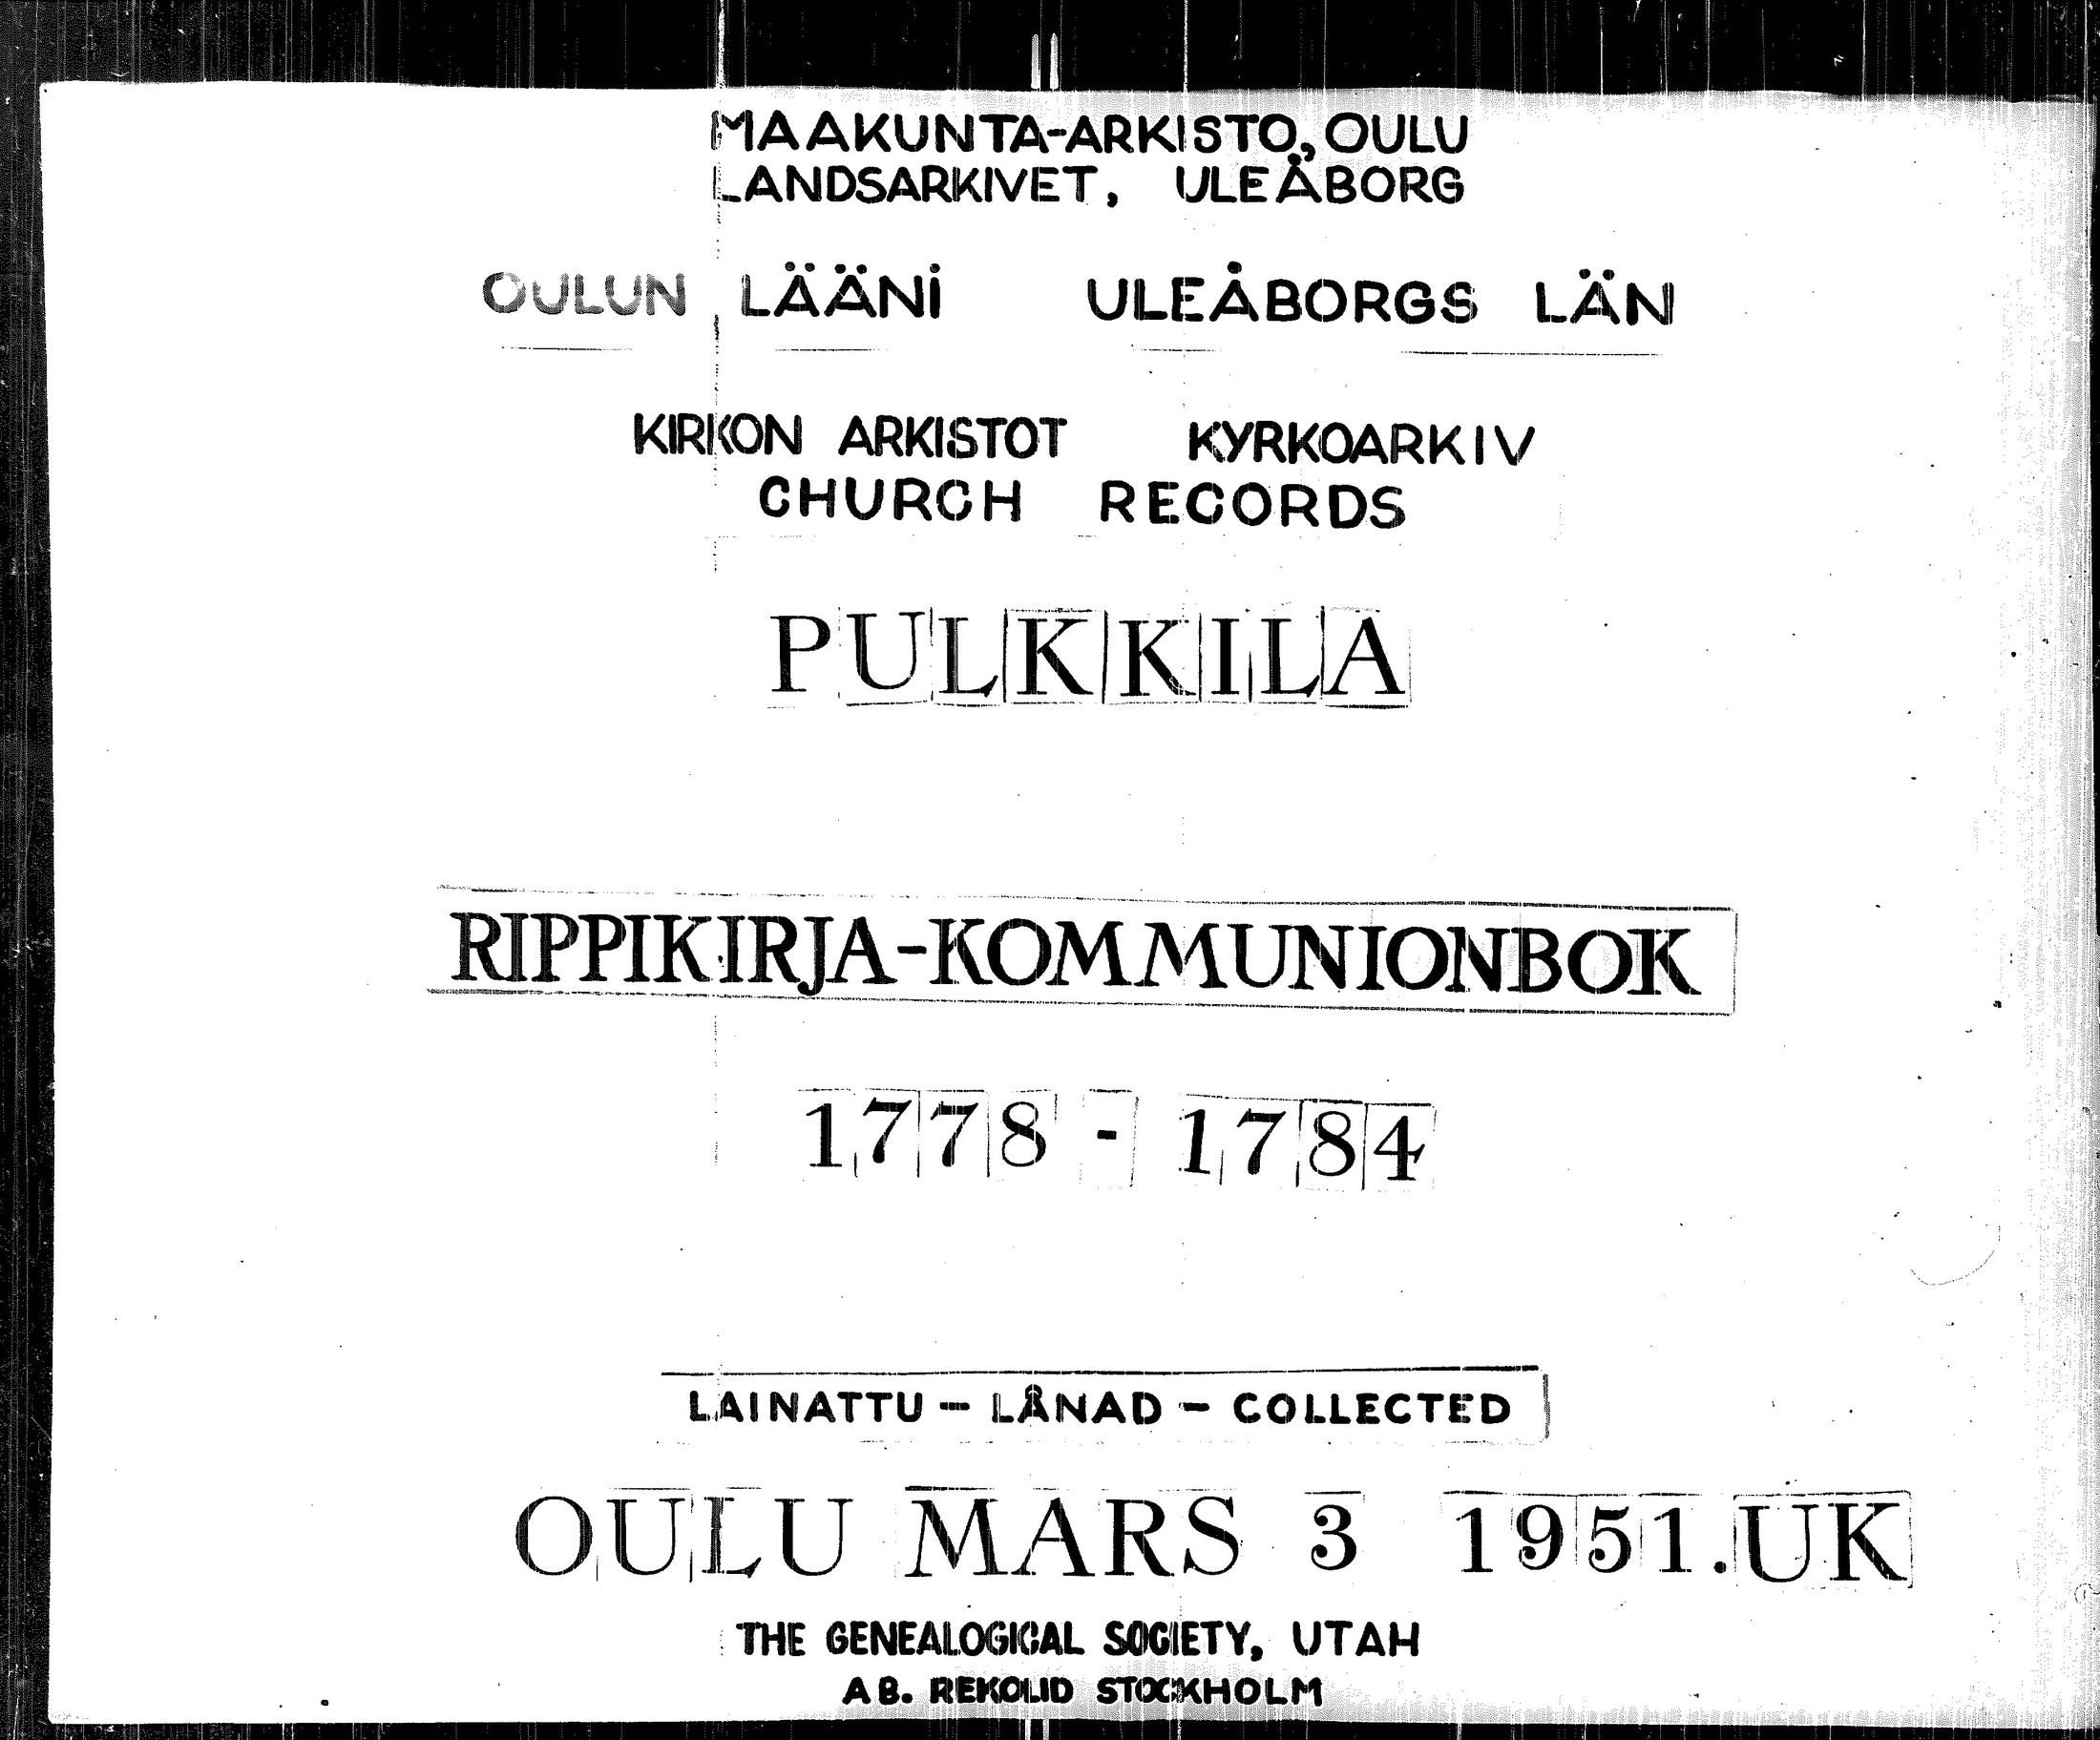 MAAKUNTA-ARKISTO, OULU
LANDSARKIVET, ULEÅBORG
OULUN LÄÄNI ULEÅBORGS LÄN
KIRKON ARKISTOT KYRKOARKIV
CHURCH RECORDS
PULKKILA
RIPPIKIRJA-KOMMUNIONBOK
1778 - 1784
LAINATTU - LÅNAD - COLLECTED
OULU MARS 3 1951. UK
THE GENEALOGICAL SOCIETY, UTAH
AB. REKOLID STOCKHOLM